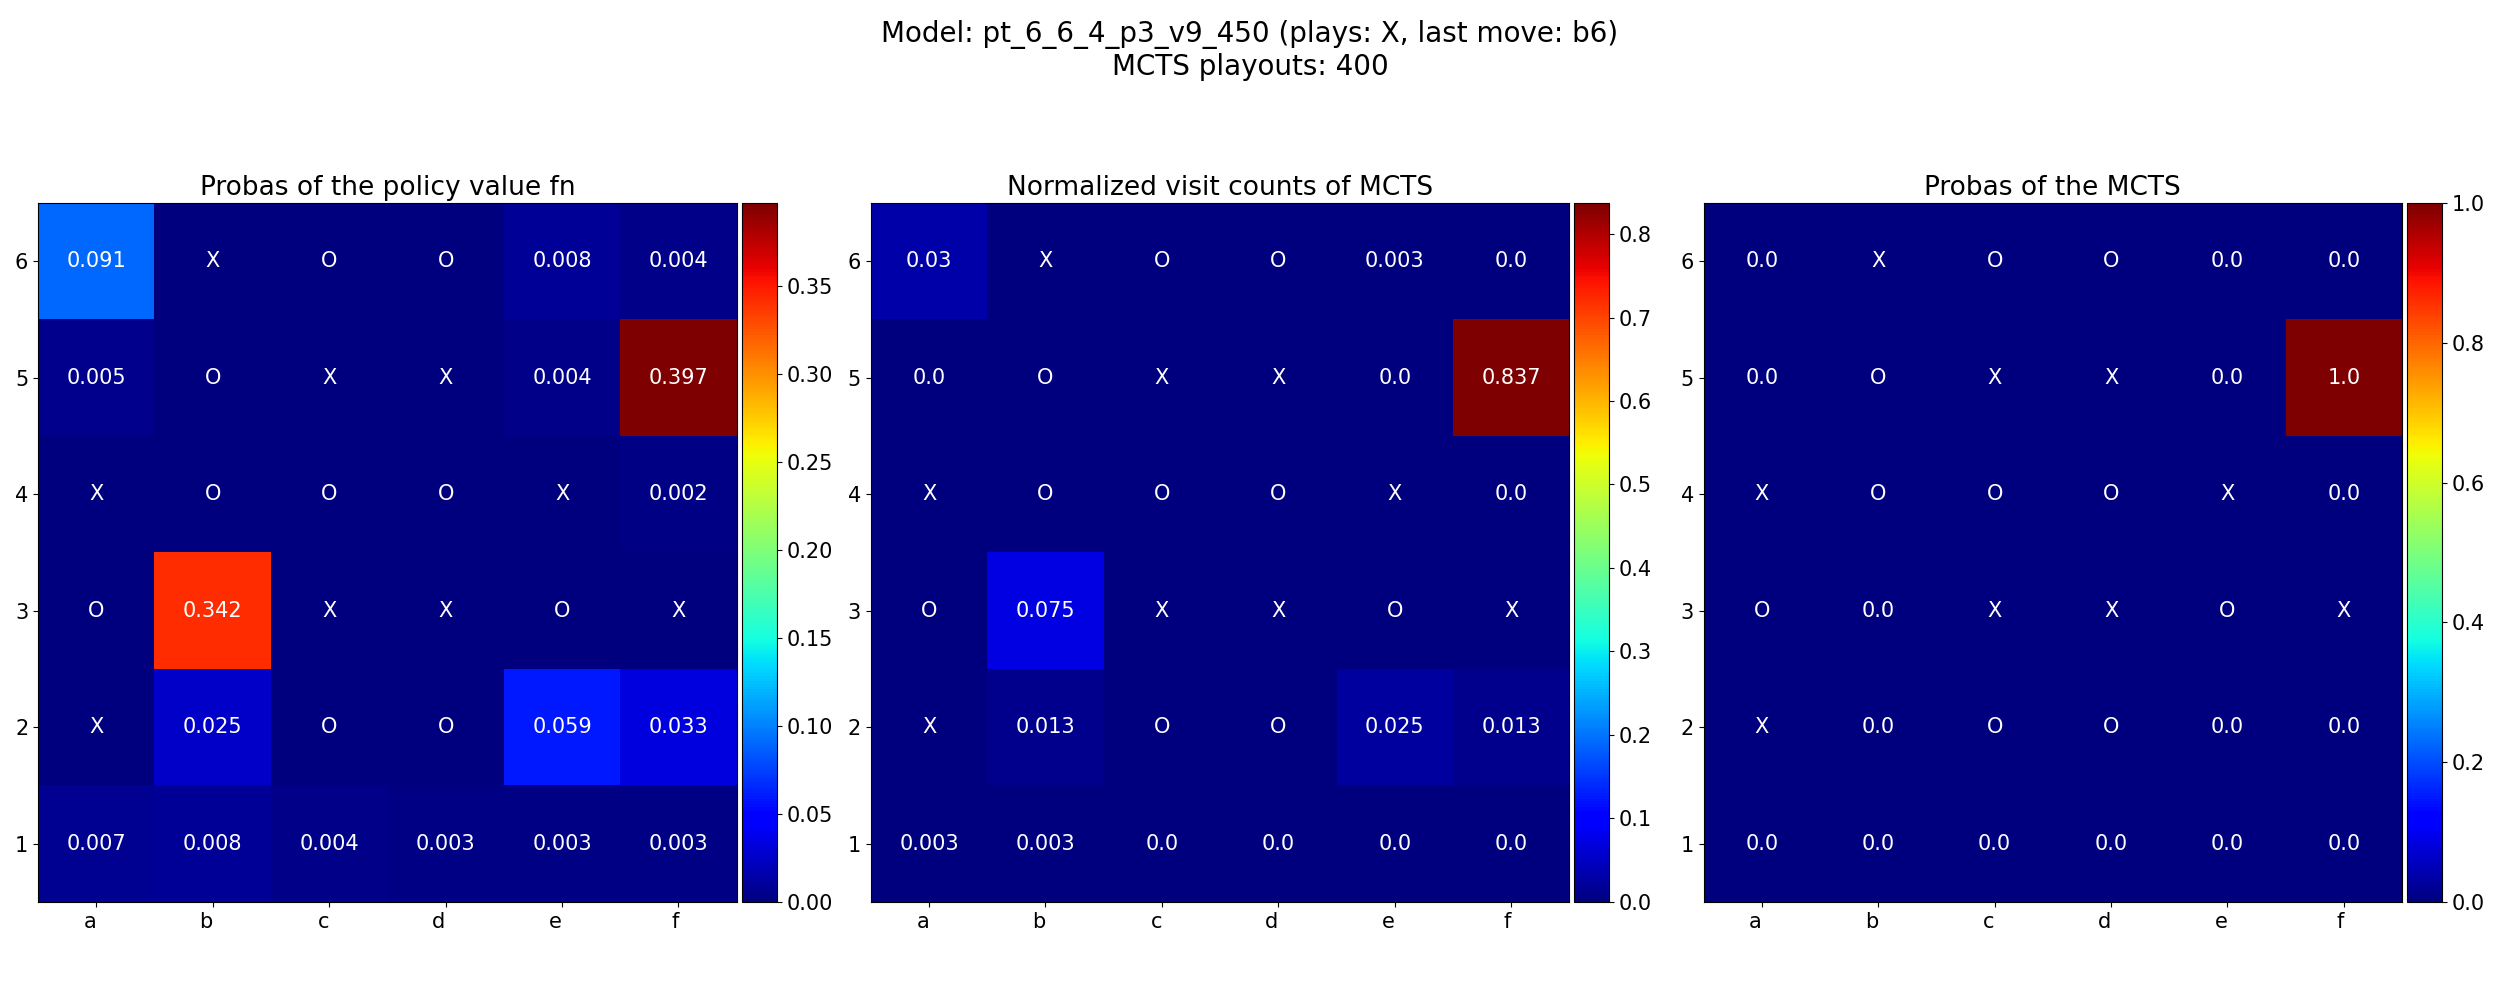 Model: pt_6_6_4_p3_v9_450 (plays: X, last move: b6)
MCTS playouts: 400
Probas of the policy value fn
6 0.091 X O O 0.008 0.004
5 0.005 O X X 0.004 0.397
4 X O O O X 0.002
3 O 0.342 X X O X
2 X 0.025 O O 0.059 0.033
1 0.007 0.008 0.004 0.003 0.003 0.003
a b c d e f
0.35
0.30
0.25
0.20
0.15
0.10
0.05
0.00
Normalized visit counts of MCTS
6 0.03 X O O 0.003 0.0
5 0.0 O X X 0.0 0.837
4 X O O O X 0.0
3 O 0.075 X X O X
2 X 0.013 O O 0.025 0.013
1 0.003 0.003 0.0 0.0 0.0 0.0
a b c d e f
0.8
0.7
0.6
0.5
0.4
0.3
0.2
0.1
0.0
Probas of the MCTS
6 0.0 X O O 0.0 0.0
5 0.0 O X X 0.0 1.0
4 X O O O X 0.0
3 O 0.0 X X O X
2 X 0.0 O O 0.0 0.0
1 0.0 0.0 0.0 0.0 0.0 0.0
a b c d e f
1.0
0.8
0.6
0.4
0.2
0.0